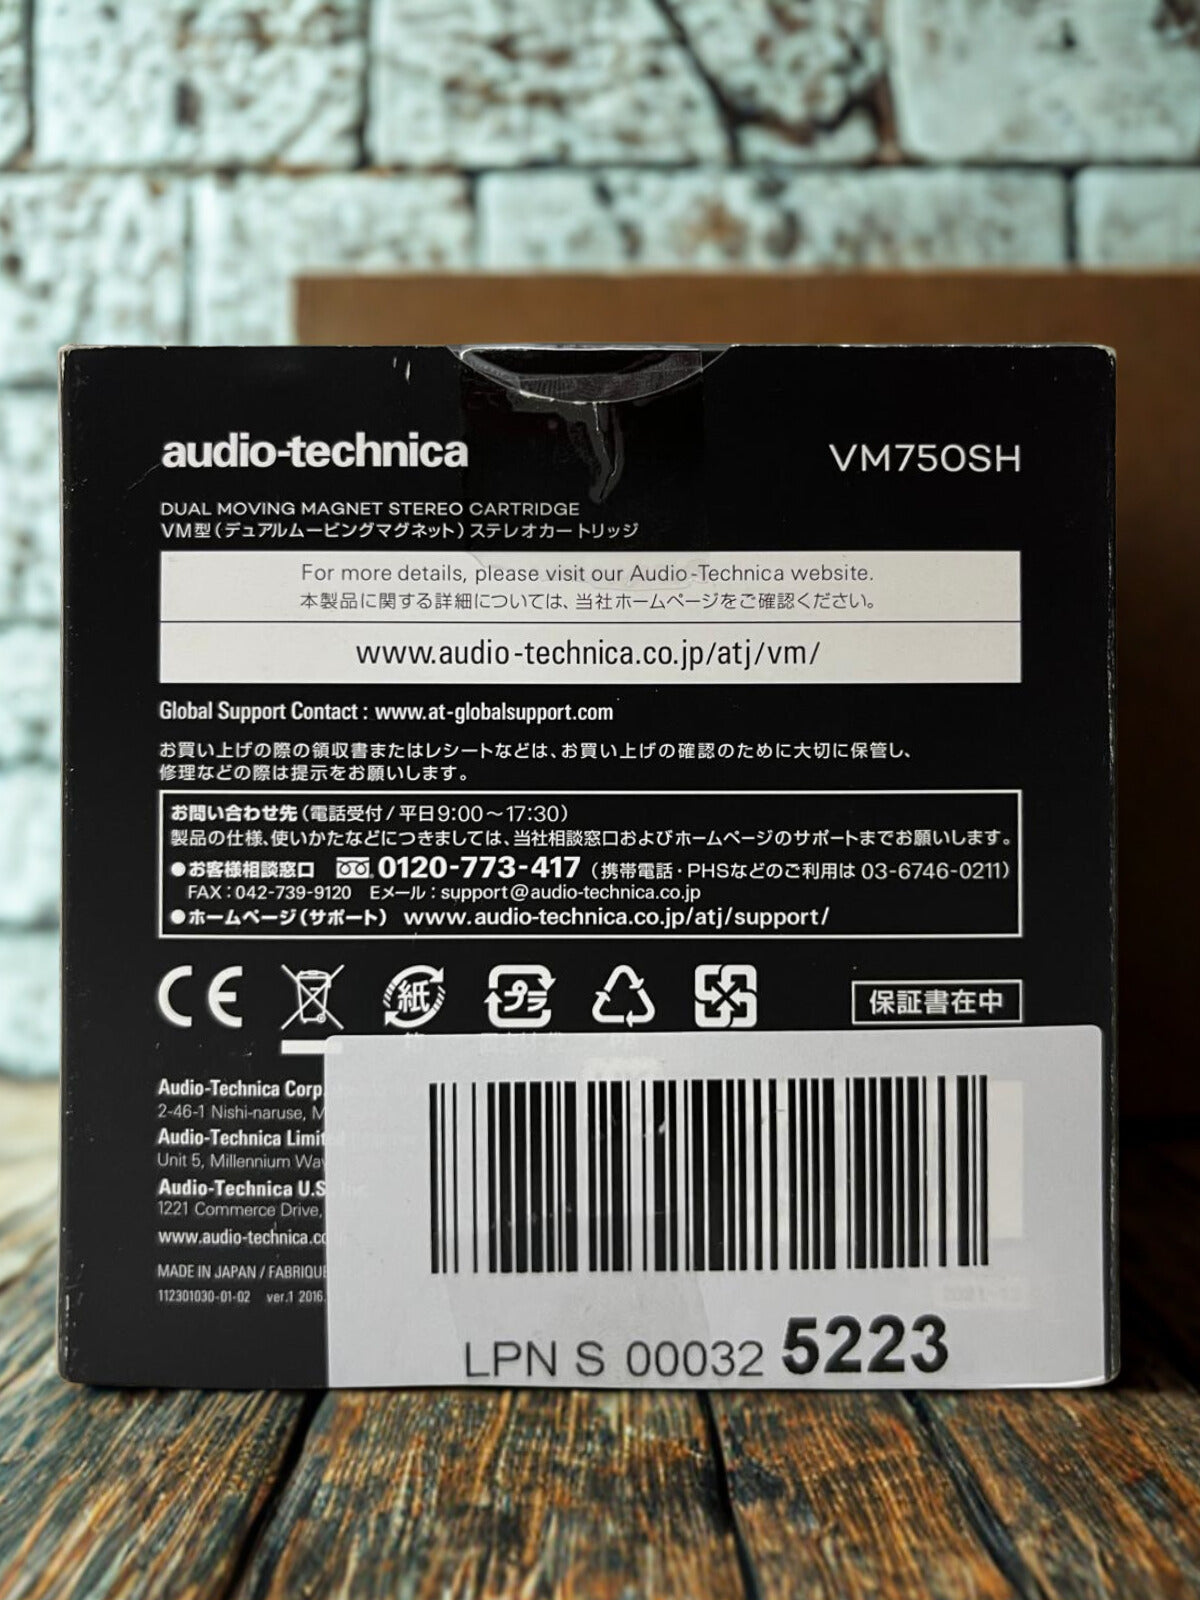 audio-technica
VM750SH
DUAL MOVING MAGNET STEREO CARTRIDGE
VM型(デュアルムービングマグネット)ステレオカートリッジ
For more details, please visit our Audio-Technica website.
本製品に関する詳細については、当社ホームページをご確認ください。
www.audio-technica.co.jp/atj/vm/
Global Support Contact : www.at-globalsupport.com
お買い上げの際の領収書またはレシートなどは、お買い上げの確認のために大切に保管し、
修理などの際は提示をお願いします。
お問い合わせ先(電話受付/平日9:00〜17:30)
製品の仕様、使いかたなどにつきましては、当社相談窓口およびホームページのサポートまでお願いします。
●お客様相談窓口 0120-773-417 (携帯電話・PHSなどのご利用は 03-6746-0211)
FAX:042-739-9120 Eメール:support@audio-technica.co.jp
●ホームページ(サポート) www.audio-technica.co.jp/atj/support/
CE
紙
プラ
保証書在中
Audio-Technica Corp.
2-46-1 Nishi-naruse,
Audio-Technica Limited
Unit 5, Millennium Way
Audio-Technica U.S. Inc.
1221 Commerce Drive,
www.audio-technica.co
MADE IN JAPAN / FABRIQUÉ
112301030-01-02 ver.1 2016.
LPN S 00032 5223